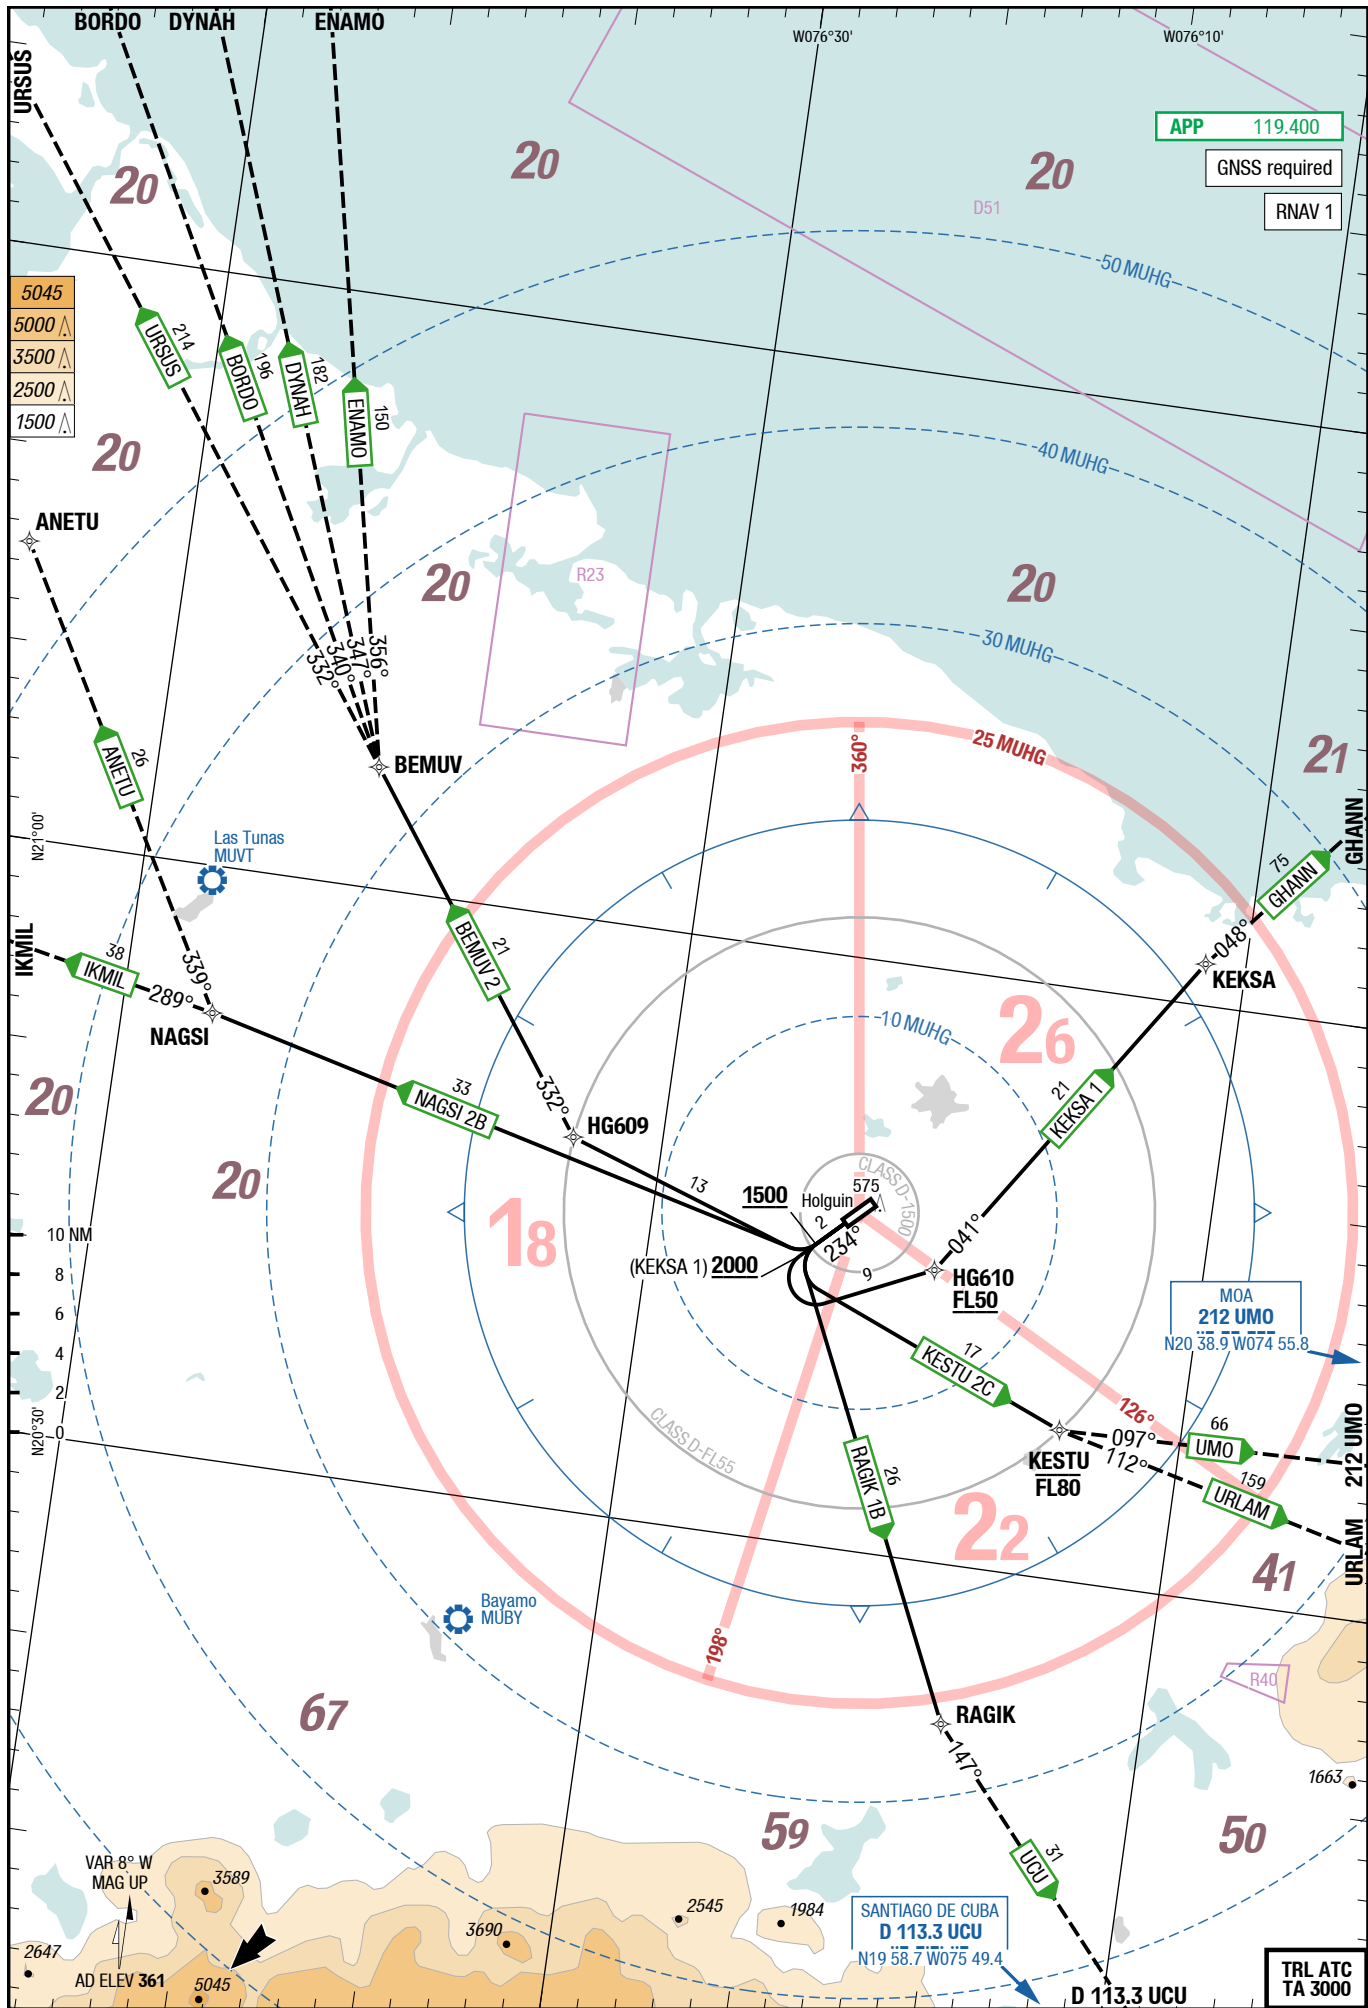 BORDO
DYNAH
ENAMO
URSUS
W076°30'
W076°10'
APP 119.400
GNSS required
RNAV 1
20
20
20
D51
50 MUHG
5045
5000
3500
2500
1500
URSUS
214
BORDO
196
DYNAH
182
ENAMO
150
20
40 MUHG
ANETU
20
R23
20
30 MUHG
332°
340°
347°
356°
ANETU
26
BEMUV
360°
25 MUHG
21
N21°00'
Las Tunas
MUVT
GHANN
75
GHANN
048°
KEKSA
BEMUV 2
21
IKMIL
38
IKMIL
289°
339°
NAGSI
10 MUHG
26
20
33
NAGSI 2B
332°
HG609
21
KEKSA 1
20
18
13
1500
Holguin
575
CLASS D-1500
2
234°
041°
(KEKSA 1) 2000
9
HG610
FL50
10 NM
8
6
4
2
0
N20°30'
MOA
212 UMO
N20 38.9 W074 55.8
17
KESTU 2C
126°
097°
66
UMO
212 UMO
KESTU
FL80
112°
159
URLAM
URLAM
CLASS D-FL55
RAGIK 1B
26
22
41
Bayamo
MUBY
198°
R40
67
RAGIK
147°
1663
59
50
31
UCU
VAR 8° W
MAG UP
3589
2545
1984
3690
2647
AD ELEV 361
5045
SANTIAGO DE CUBA
D 113.3 UCU
N19 58.7 W075 49.4
D 113.3 UCU
TRL ATC
TA 3000